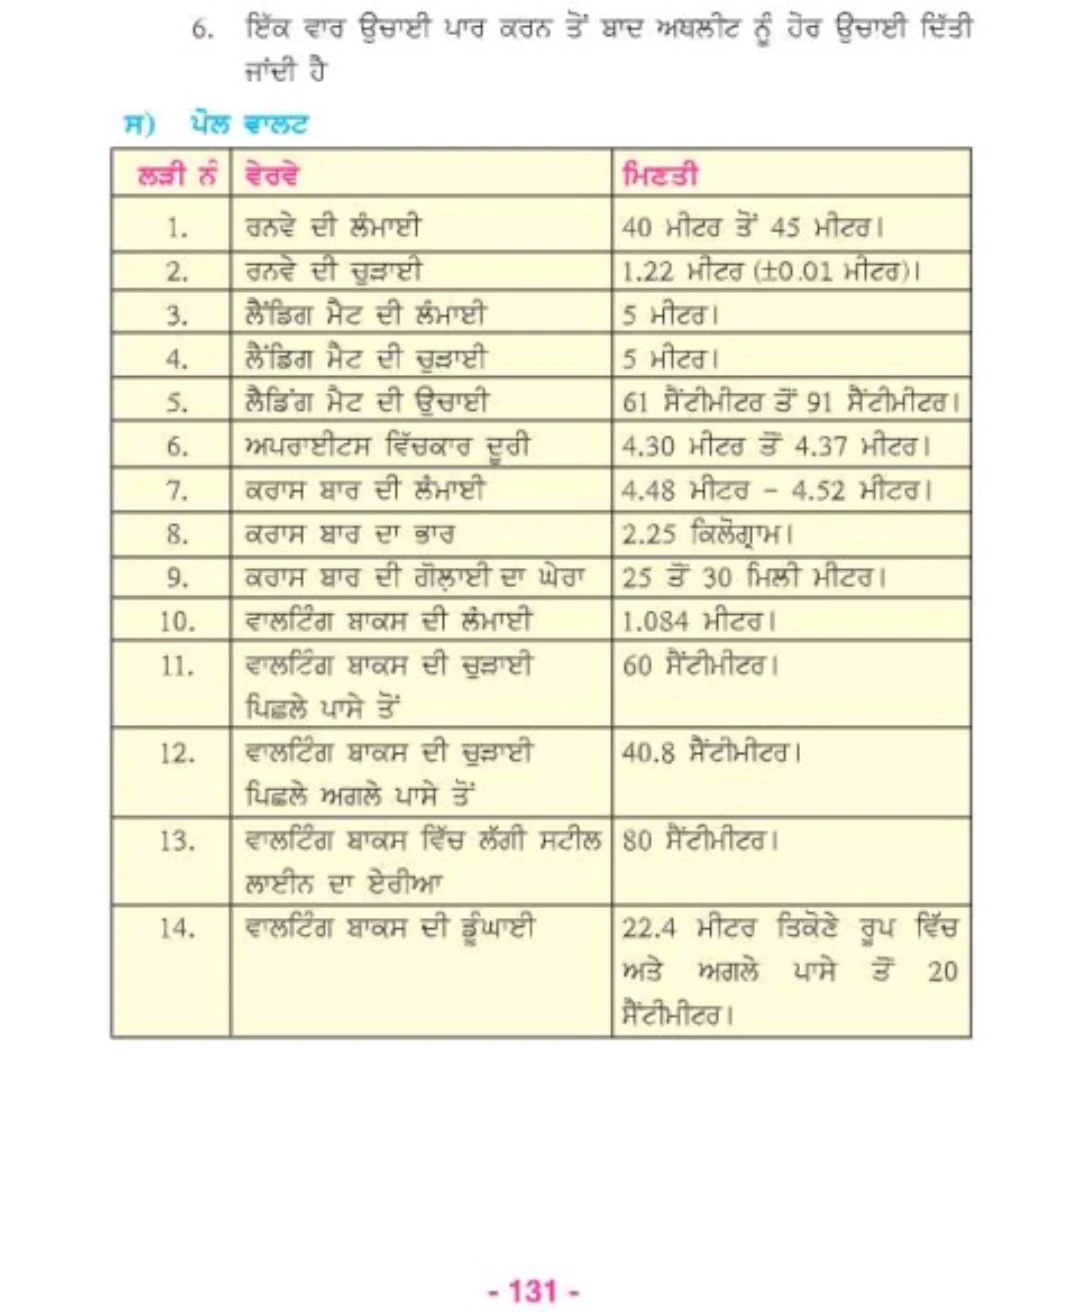 6. ਇੱਕ ਵਾਰ ਉਚਾਈ ਪਾਰ ਕਰਨ ਤੋਂ ਬਾਦ ਅਥਲੀਟ ਨੂੰ ਹੋਰ ਉਚਾਈ ਦਿੱਤੀ
ਜਾਂਦੀ ਹੈ
ਸ) ਪੋਲ ਵਾਲਟ
ਲੜੀ ਨੰ ਵੇਰਵੇ ਮਿਣਤੀ
1. ਰਨਵੇ ਦੀ ਲੰਮਾਈ 40 ਮੀਟਰ ਤੋਂ 45 ਮੀਟਰ।
2. ਰਨਵੇ ਦੀ ਚੁੜਾਈ 1.22 ਮੀਟਰ (±0.01 ਮੀਟਰ)।
3. ਲੈਂਡਿਗ ਮੈਟ ਦੀ ਲੰਮਾਈ 5 ਮੀਟਰ।
4. ਲੈਂਡਿਗ ਮੈਟ ਦੀ ਚੁੜਾਈ 5 ਮੀਟਰ।
5. ਲੈਡਿਂਗ ਮੈਟ ਦੀ ਉਚਾਈ 61 ਸੈਂਟੀਮੀਟਰ ਤੋਂ 91 ਸੈਂਟੀਮੀਟਰ।
6. ਅਪਰਾਈਟਸ ਵਿੱਚਕਾਰ ਦੂਰੀ 4.30 ਮੀਟਰ ਤੋਂ 4.37 ਮੀਟਰ।
7. ਕਰਾਸ ਬਾਰ ਦੀ ਲੰਮਾਈ 4.48 ਮੀਟਰ – 4.52 ਮੀਟਰ।
8. ਕਰਾਸ ਬਾਰ ਦਾ ਭਾਰ 2.25 ਕਿਲੋਗ੍ਰਾਮ।
9. ਕਰਾਸ ਬਾਰ ਦੀ ਗੋਲਾਈ ਦਾ ਘੇਰਾ 25 ਤੋਂ 30 ਮਿਲੀ ਮੀਟਰ।
10. ਵਾਲਟਿੰਗ ਬਾਕਸ ਦੀ ਲੰਮਾਈ 1.084 ਮੀਟਰ।
11. ਵਾਲਟਿੰਗ ਬਾਕਸ ਦੀ ਚੁੜਾਈ 60 ਸੈਂਟੀਮੀਟਰ।
ਪਿਛਲੇ ਪਾਸੇ ਤੋਂ
12. ਵਾਲਟਿੰਗ ਬਾਕਸ ਦੀ ਚੁੜਾਈ 40.8 ਸੈਂਟੀਮੀਟਰ।
ਪਿਛਲੇ ਅਗਲੇ ਪਾਸੇ ਤੋਂ
13. ਵਾਲਟਿੰਗ ਬਾਕਸ ਵਿੱਚ ਲੱਗੀ ਸਟੀਲ 80 ਸੈਂਟੀਮੀਟਰ।
ਲਾਈਨ ਦਾ ਏਰੀਆ
14. ਵਾਲਟਿੰਗ ਬਾਕਸ ਦੀ ਡੂੰਘਾਈ 22.4 ਮੀਟਰ ਤਿਕੋਣੇ ਰੂਪ ਵਿੱਚ
ਅਤੇ ਅਗਲੇ ਪਾਸੇ ਤੋਂ 20
ਸੈਂਟੀਮੀਟਰ।
- 131 -